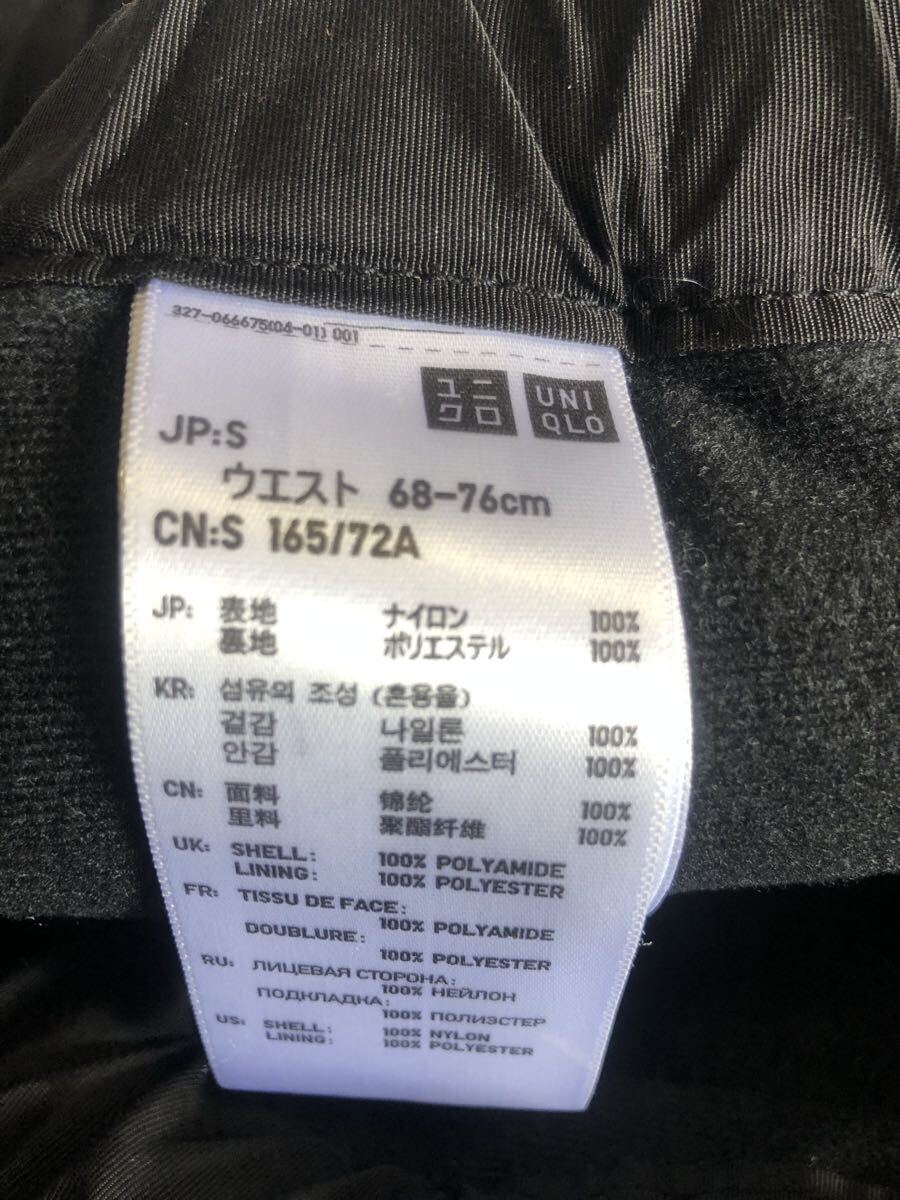 327-066675(04-01) 001
ユニ
クロ
UNI
QLO
JP:S
ウエスト 68-76cm
CN:S 165/72A
JP: 表地 ナイロン 100%
裏地 ポリエステル 100%
KR: 섬유의 조성 (혼용율)
겉감 나일론 100%
안감 폴리에스터 100%
CN: 面料 锦纶 100%
里料 聚酯纤维 100%
UK: SHELL: 100% POLYAMIDE
LINING: 100% POLYESTER
FR: TISSU DE FACE:
100% POLYAMIDE
DOUBLURE:
100% POLYESTER
RU: ЛИЦЕВАЯ СТОРОНА:
100% НЕЙЛОН
ПОДКЛАДКА:
100% ПОЛИЭСТЕР
US: SHELL: 100% NYLON
LINING: 100% POLYESTER